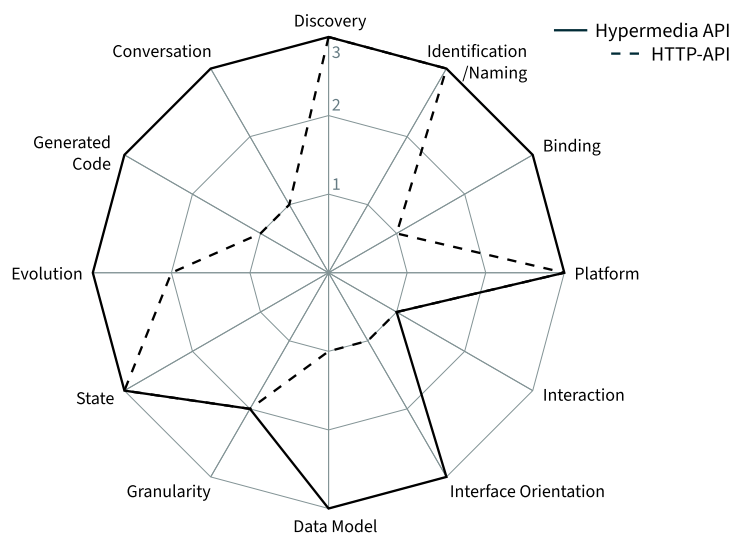 Discovery
Hypermedia API
HTTP-API
Conversation
Identification
/Naming
3
2
1
Generated
Code
Binding
Evolution
Platform
State
Interaction
Granularity
Interface Orientation
Data Model